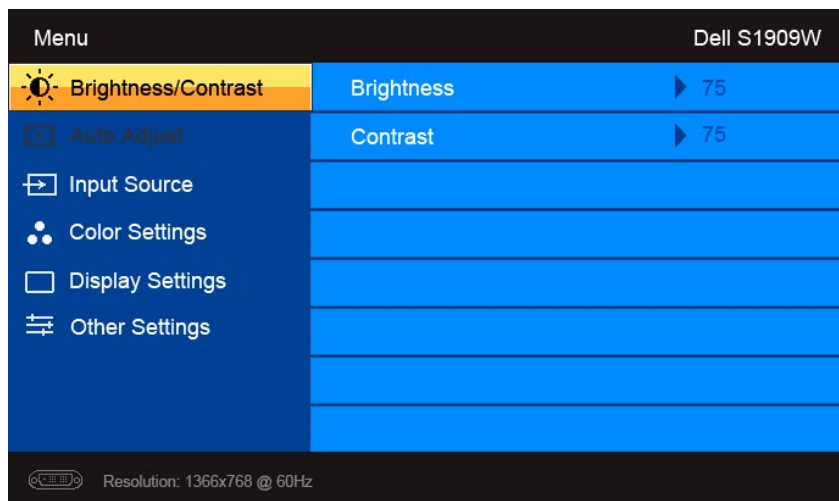 Menu
Dell S1909W
Brightness/Contrast
Auto Adjust
Input Source
Color Settings
Display Settings
Other Settings
Brightness 75
Contrast 75
Resolution: 1366x768 @ 60Hz